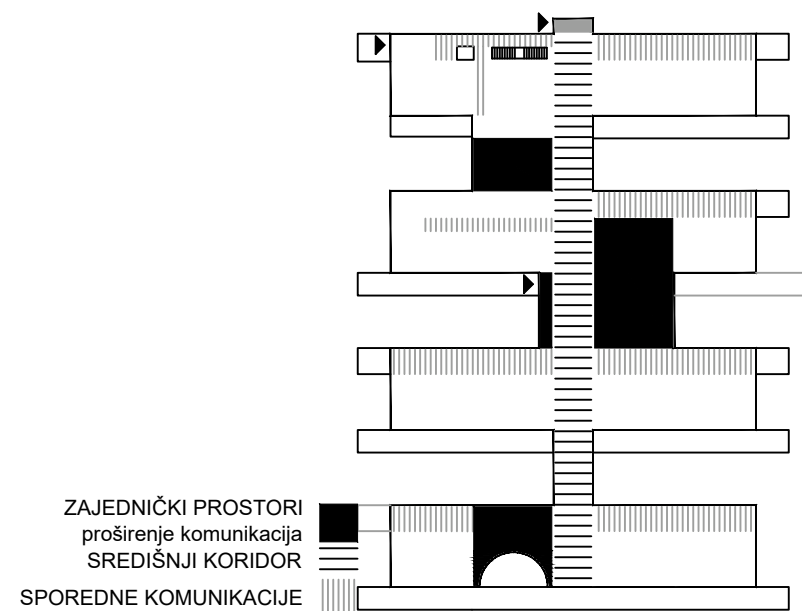 ZAJEDNIČKI PROSTORI
proširenje komunikacija
SREDIŠNJI KORIDOR
SPOREDNE KOMUNIKACIJE